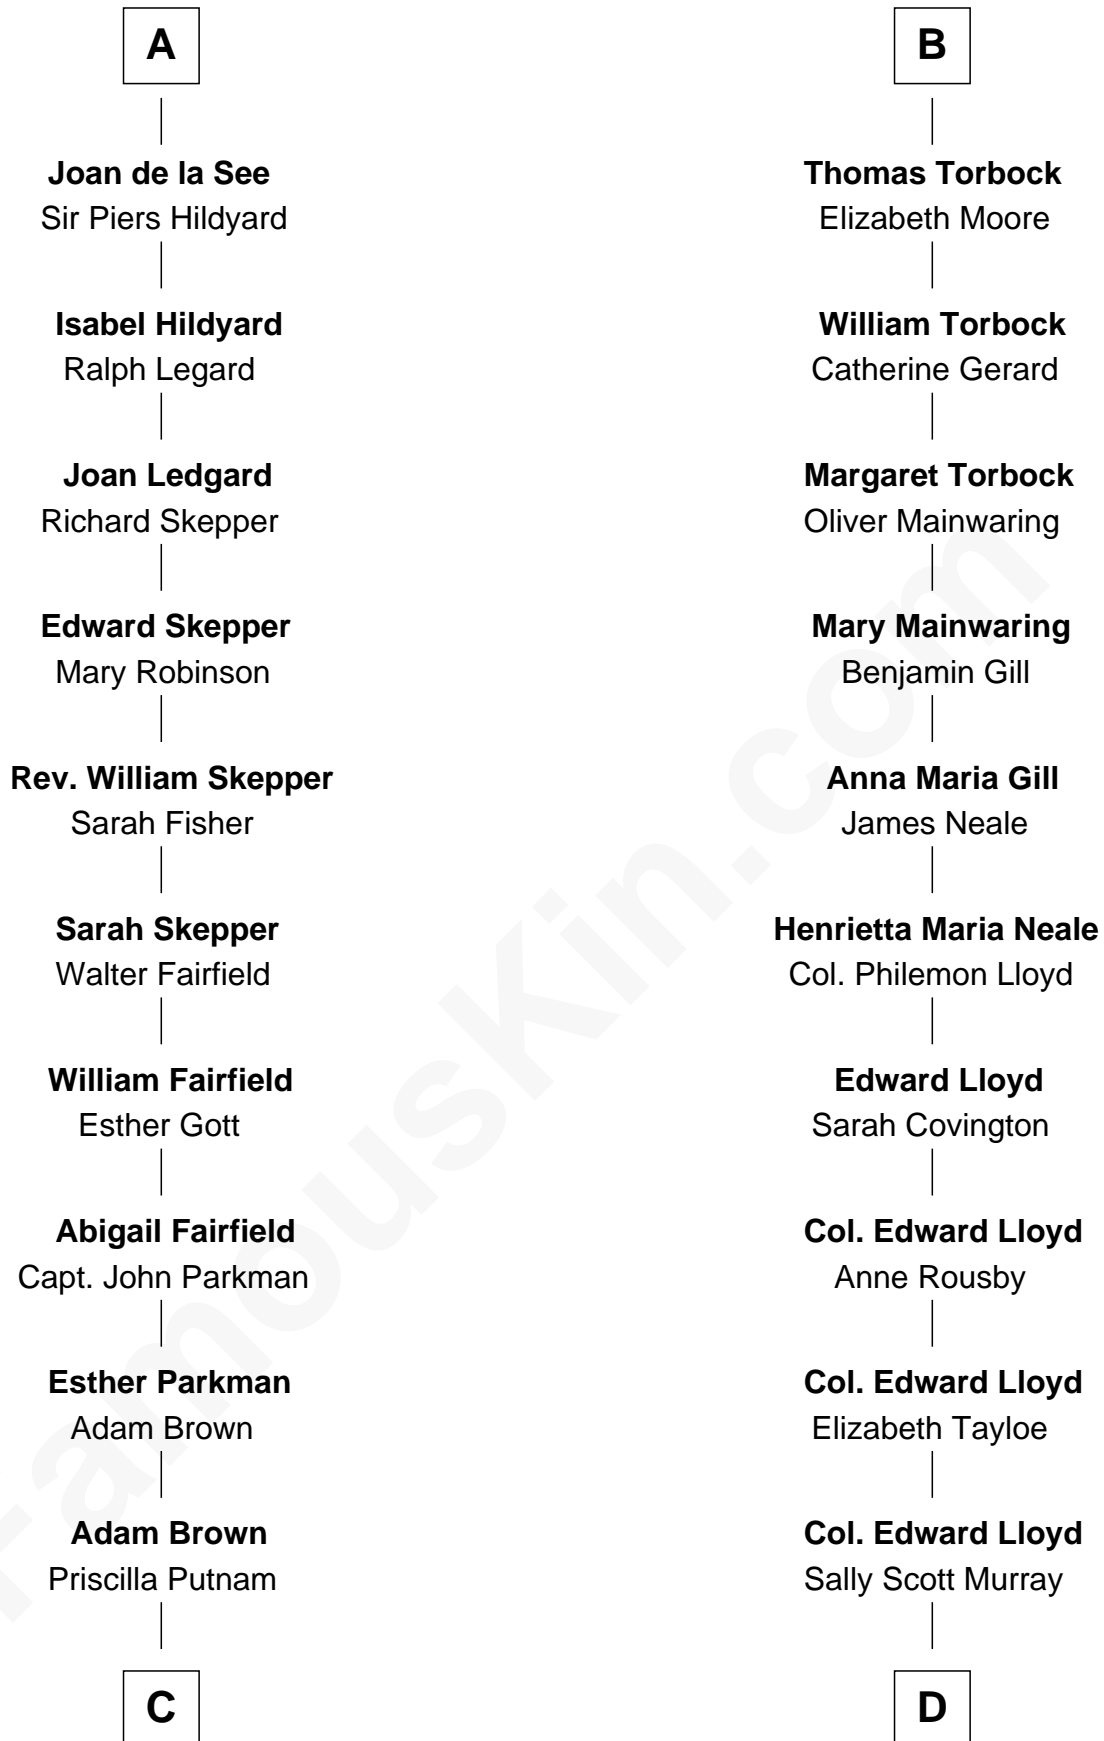 A
Joan de la See
Sir Piers Hildyard
Isabel Hildyard
Ralph Legard
Joan Ledgard
Richard Skepper
Edward Skepper
Mary Robinson
Rev. William Skepper
Sarah Fisher
Sarah Skepper
Walter Fairfield
William Fairfield
Esther Gott
Abigail Fairfield
Capt. John Parkman
Esther Parkman
Adam Brown
Adam Brown
Priscilla Putnam
C
B
Thomas Torbock
Elizabeth Moore
William Torbock
Catherine Gerard
Margaret Torbock
Oliver Mainwaring
Mary Mainwaring
Benjamin Gill
Anna Maria Gill
James Neale
Henrietta Maria Neale
Col. Philemon Lloyd
Edward Lloyd
Sarah Covington
Col. Edward Lloyd
Anne Rousby
Col. Edward Lloyd
Elizabeth Tayloe
Col. Edward Lloyd
Sally Scott Murray
D
FamousKin.com